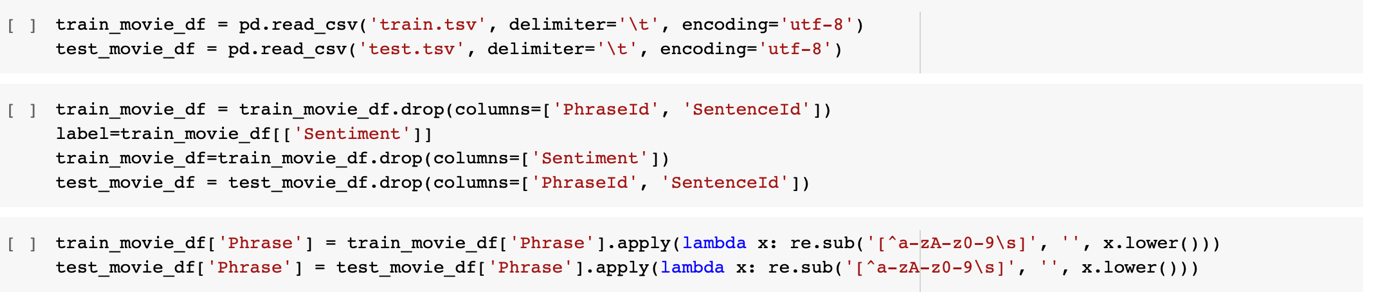 [ ] train_movie_df = pd.read_csv('train.tsv', delimiter='\t', encoding='utf-8')
test_movie_df = pd.read_csv('test.tsv', delimiter='\t', encoding='utf-8')
[ ] train_movie_df = train_movie_df.drop(columns=['PhraseId', 'SentenceId'])
label=train_movie_df[['Sentiment']]
train_movie_df=train_movie_df.drop(columns=['Sentiment'])
test_movie_df = test_movie_df.drop(columns=['PhraseId', 'SentenceId'])
[ ] train_movie_df['Phrase'] = train_movie_df['Phrase'].apply(lambda x: re.sub('[^a-zA-z0-9\s]', '', x.lower()))
test_movie_df['Phrase'] = test_movie_df['Phrase'].apply(lambda x: re.sub('[^a-zA-z0-9\s]', '', x.lower()))